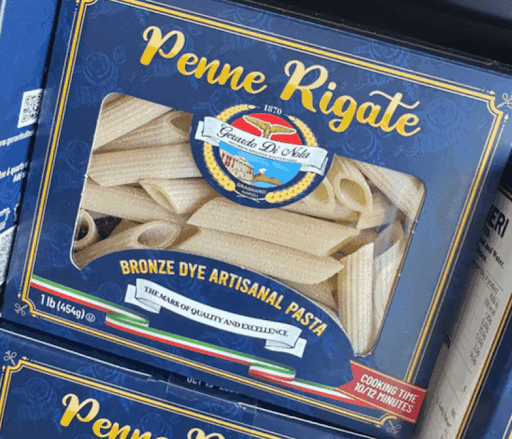 Penne Rigate
1870
Gerardo Di Nola
GRAGNANO
NAPOLI
BRONZE DYE ARTISANAL PASTA
THE MARK OF QUALITY AND EXCELLENCE
1 lb (454g)
COOKING TIME
10/12 MINUTES
Penne